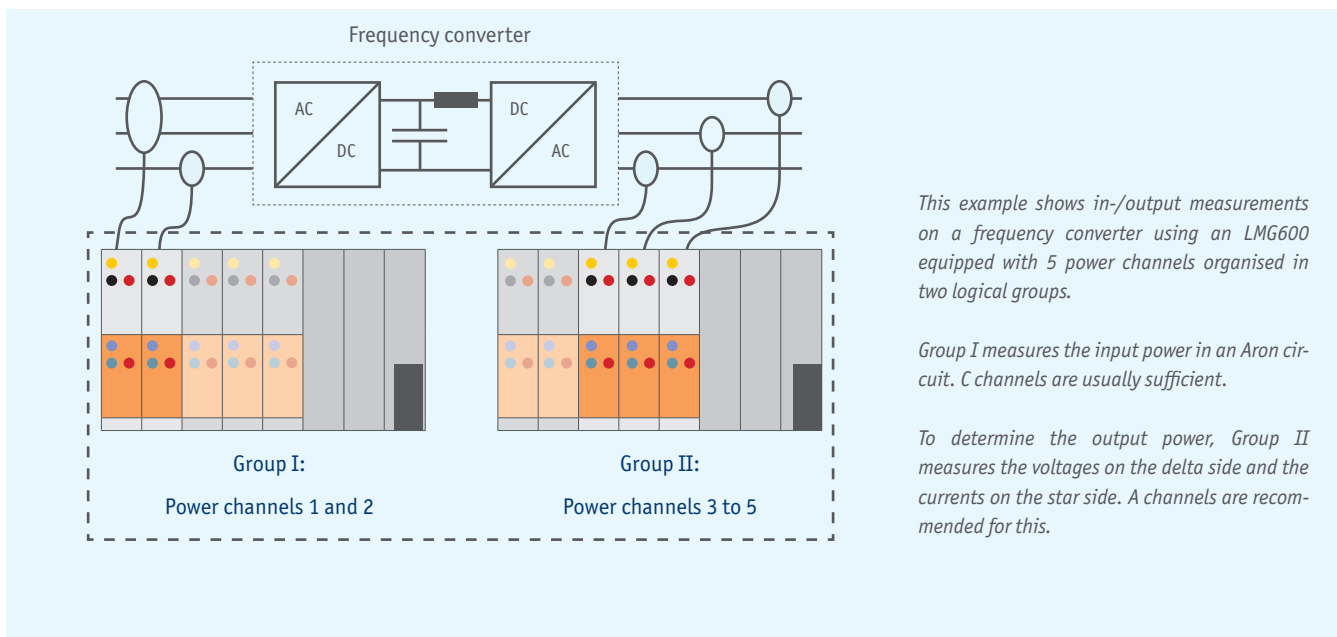 Frequency converter
AC
DC
DC
AC
Group I:
Power channels 1 and 2
Group II:
Power channels 3 to 5
This example shows in-/output measurements
on a frequency converter using an LMG600
equipped with 5 power channels organised in
two logical groups.
Group I measures the input power in an Aron cir-
cuit. C channels are usually sufficient.
To determine the output power, Group II
measures the voltages on the delta side and the
currents on the star side. A channels are recom-
mended for this.